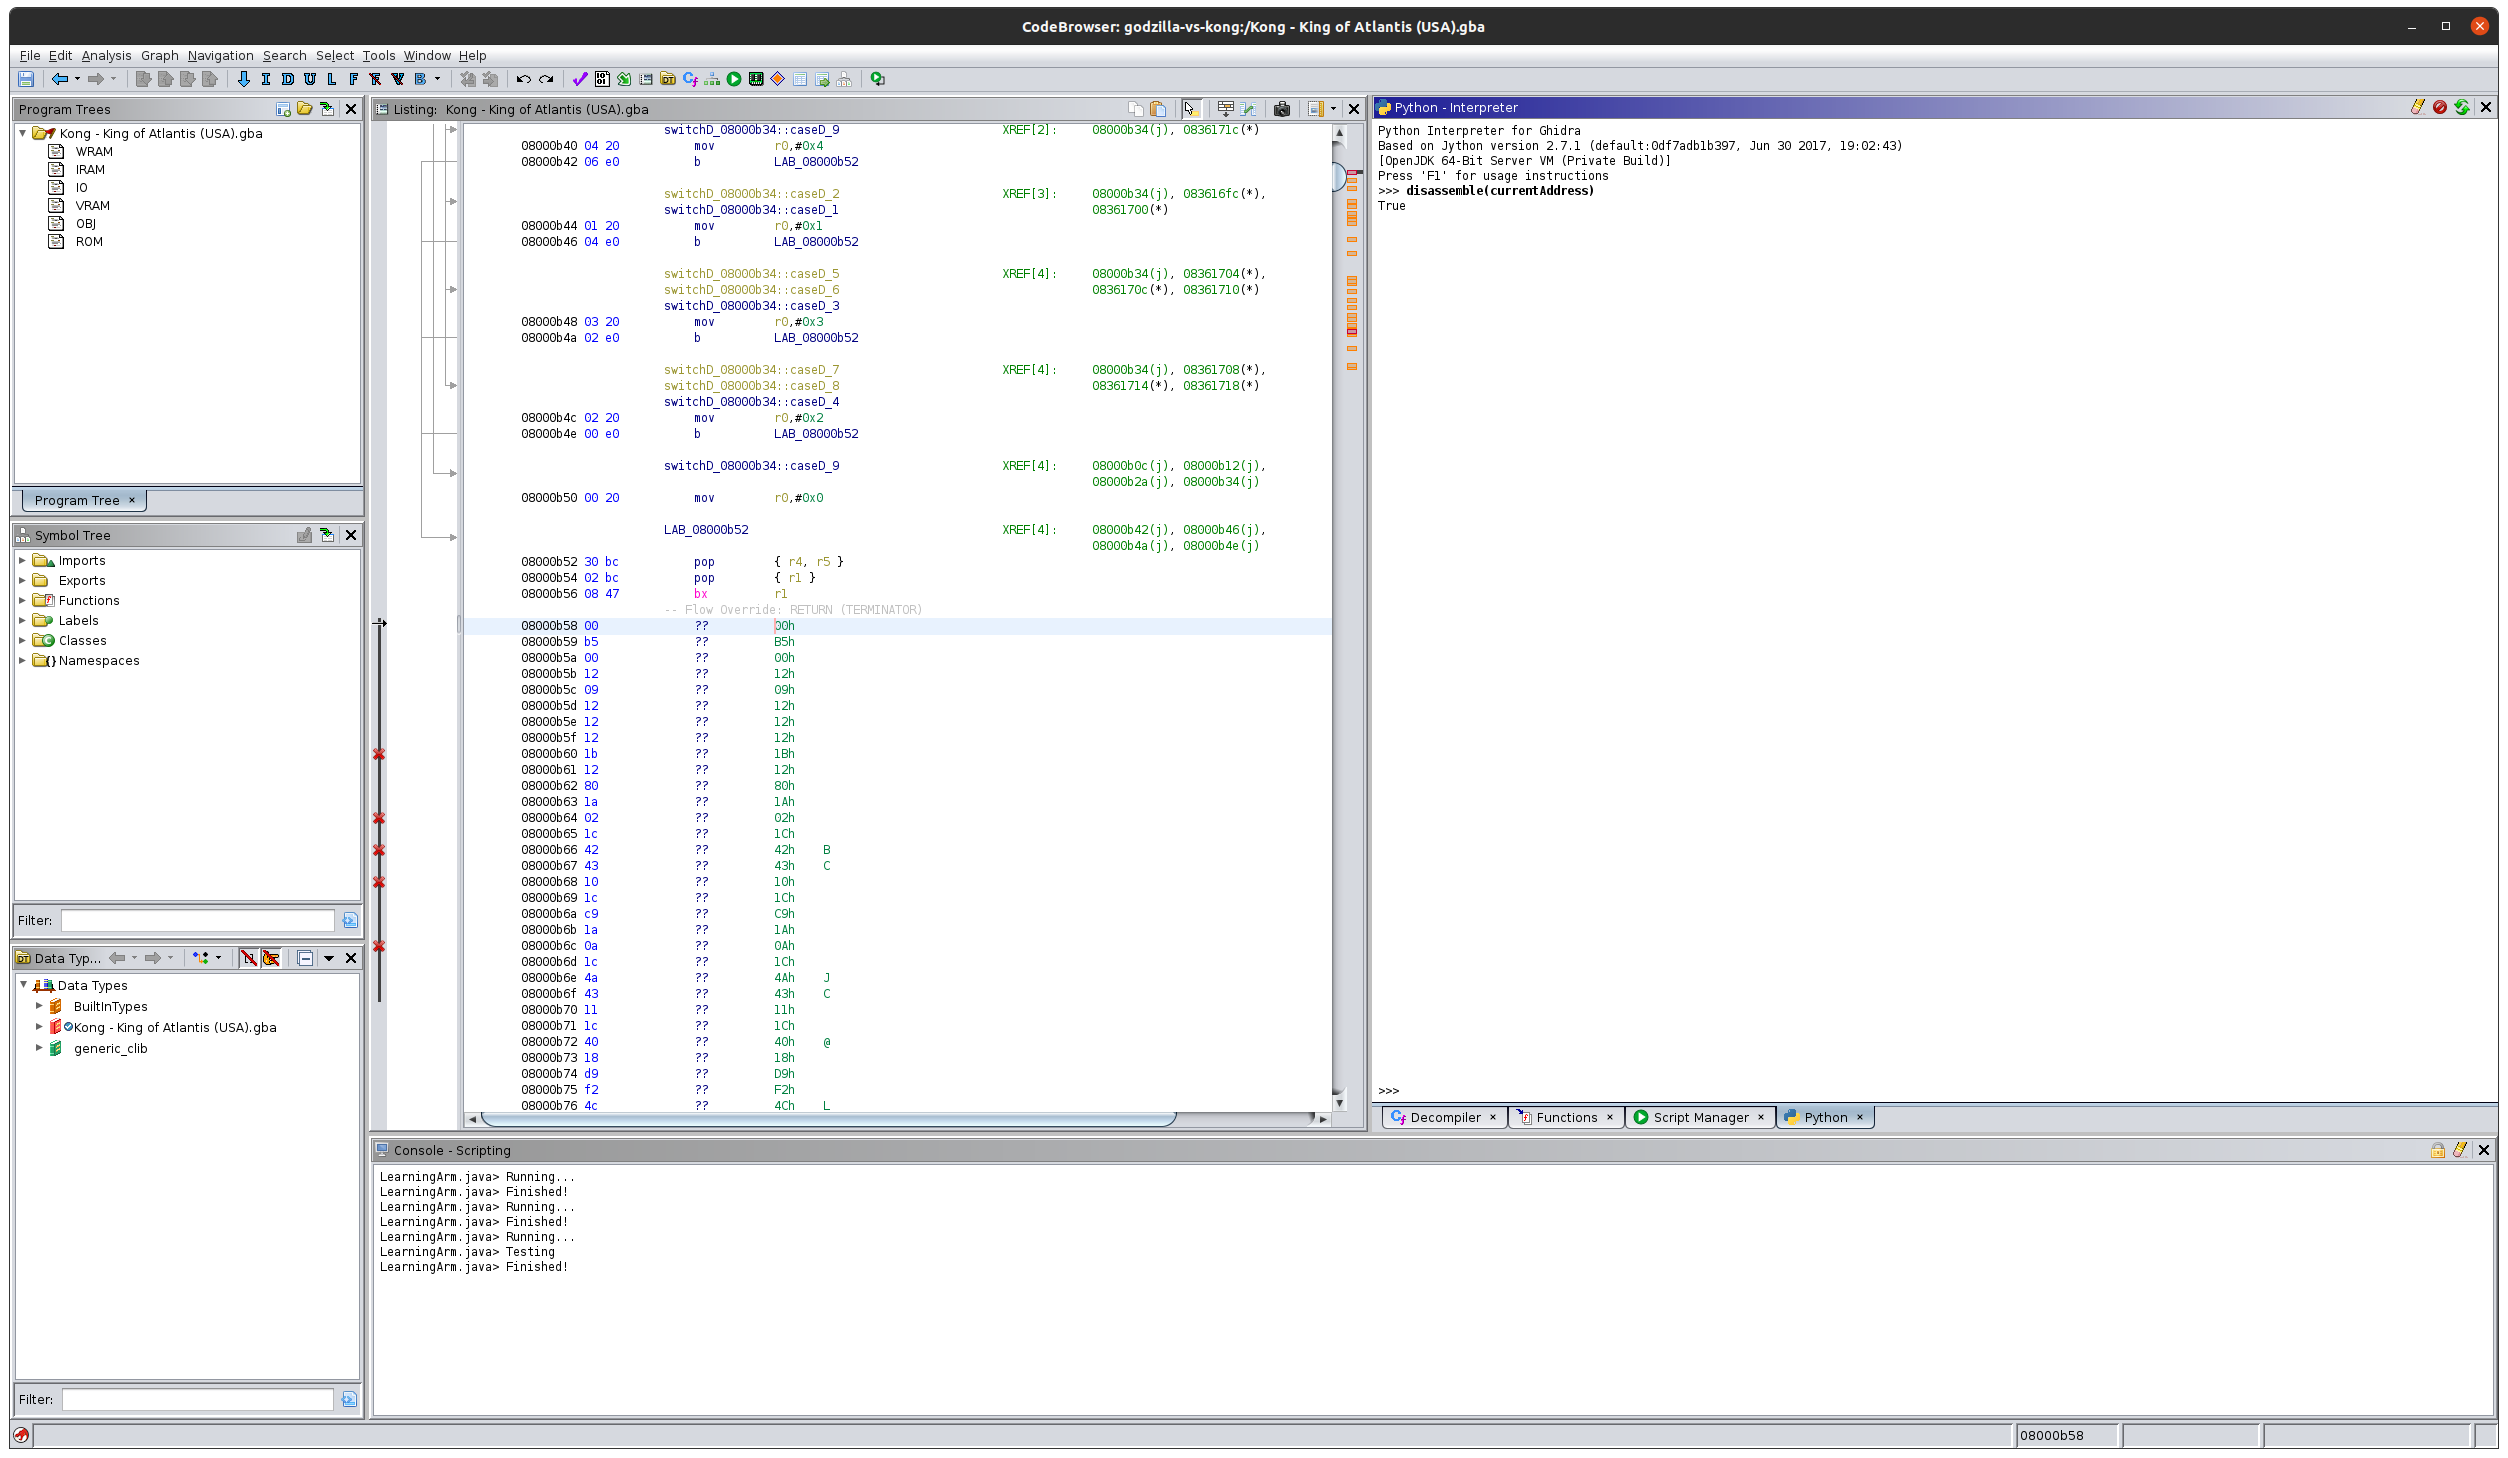 CodeBrowser: godzilla-vs-kong:/Kong - King of Atlantis (USA).gba
File Edit Analysis Graph Navigation Search Select Tools Window Help
I D U L F F V B
Program Trees
Kong - King of Atlantis (USA).gba
WRAM
IRAM
IO
VRAM
OBJ
ROM
Program Tree ×
Symbol Tree
Imports
Exports
Functions
Labels
Classes
Namespaces
Filter:
Data Typ...
Data Types
BuiltInTypes
Kong - King of Atlantis (USA).gba
generic_clib
Filter:
Listing: Kong - King of Atlantis (USA).gba
switchD_08000b34::caseD_9 XREF[2]: 08000b34(j), 0836171c(*)
08000b40 04 20 mov r0,#0x4
08000b42 06 e0 b LAB_08000b52
switchD_08000b34::caseD_2 XREF[3]: 08000b34(j), 083616fc(*),
switchD_08000b34::caseD_1 08361700(*)
08000b44 01 20 mov r0,#0x1
08000b46 04 e0 b LAB_08000b52
switchD_08000b34::caseD_5 XREF[4]: 08000b34(j), 08361704(*),
switchD_08000b34::caseD_6 0836170c(*), 08361710(*)
switchD_08000b34::caseD_3
08000b48 03 20 mov r0,#0x3
08000b4a 02 e0 b LAB_08000b52
switchD_08000b34::caseD_7 XREF[4]: 08000b34(j), 08361708(*),
switchD_08000b34::caseD_8 08361714(*), 08361718(*)
switchD_08000b34::caseD_4
08000b4c 02 20 mov r0,#0x2
08000b4e 00 e0 b LAB_08000b52
switchD_08000b34::caseD_9 XREF[4]: 08000b0c(j), 08000b12(j),
08000b2a(j), 08000b34(j)
08000b50 00 20 mov r0,#0x0
LAB_08000b52 XREF[4]: 08000b42(j), 08000b46(j),
08000b4a(j), 08000b4e(j)
08000b52 30 bc pop { r4, r5 }
08000b54 02 bc pop { r1 }
08000b56 08 47 bx r1
-- Flow Override: RETURN (TERMINATOR)
08000b58 00 ?? 00h
08000b59 b5 ?? B5h
08000b5a 00 ?? 00h
08000b5b 12 ?? 12h
08000b5c 09 ?? 09h
08000b5d 12 ?? 12h
08000b5e 12 ?? 12h
08000b5f 12 ?? 12h
08000b60 1b ?? 1Bh
08000b61 12 ?? 12h
08000b62 80 ?? 80h
08000b63 1a ?? 1Ah
08000b64 02 ?? 02h
08000b65 1c ?? 1Ch
08000b66 42 ?? 42h B
08000b67 43 ?? 43h C
08000b68 10 ?? 10h
08000b69 1c ?? 1Ch
08000b6a c9 ?? C9h
08000b6b 1a ?? 1Ah
08000b6c 0a ?? 0Ah
08000b6d 1c ?? 1Ch
08000b6e 4a ?? 4Ah J
08000b6f 43 ?? 43h C
08000b70 11 ?? 11h
08000b71 1c ?? 1Ch
08000b72 40 ?? 40h @
08000b73 18 ?? 18h
08000b74 d9 ?? D9h
08000b75 f2 ?? F2h
08000b76 4c ?? 4Ch L
Python - Interpreter
Python Interpreter for Ghidra
Based on Jython version 2.7.1 (default:0df7adb1b397, Jun 30 2017, 19:02:43)
[OpenJDK 64-Bit Server VM (Private Build)]
Press 'F1' for usage instructions
>>> disassemble(currentAddress)
True
>>>
Decompiler × Functions × Script Manager × Python ×
Console - Scripting
LearningArm.java> Running...
LearningArm.java> Finished!
LearningArm.java> Running...
LearningArm.java> Finished!
LearningArm.java> Running...
LearningArm.java> Testing
LearningArm.java> Finished!
08000b58